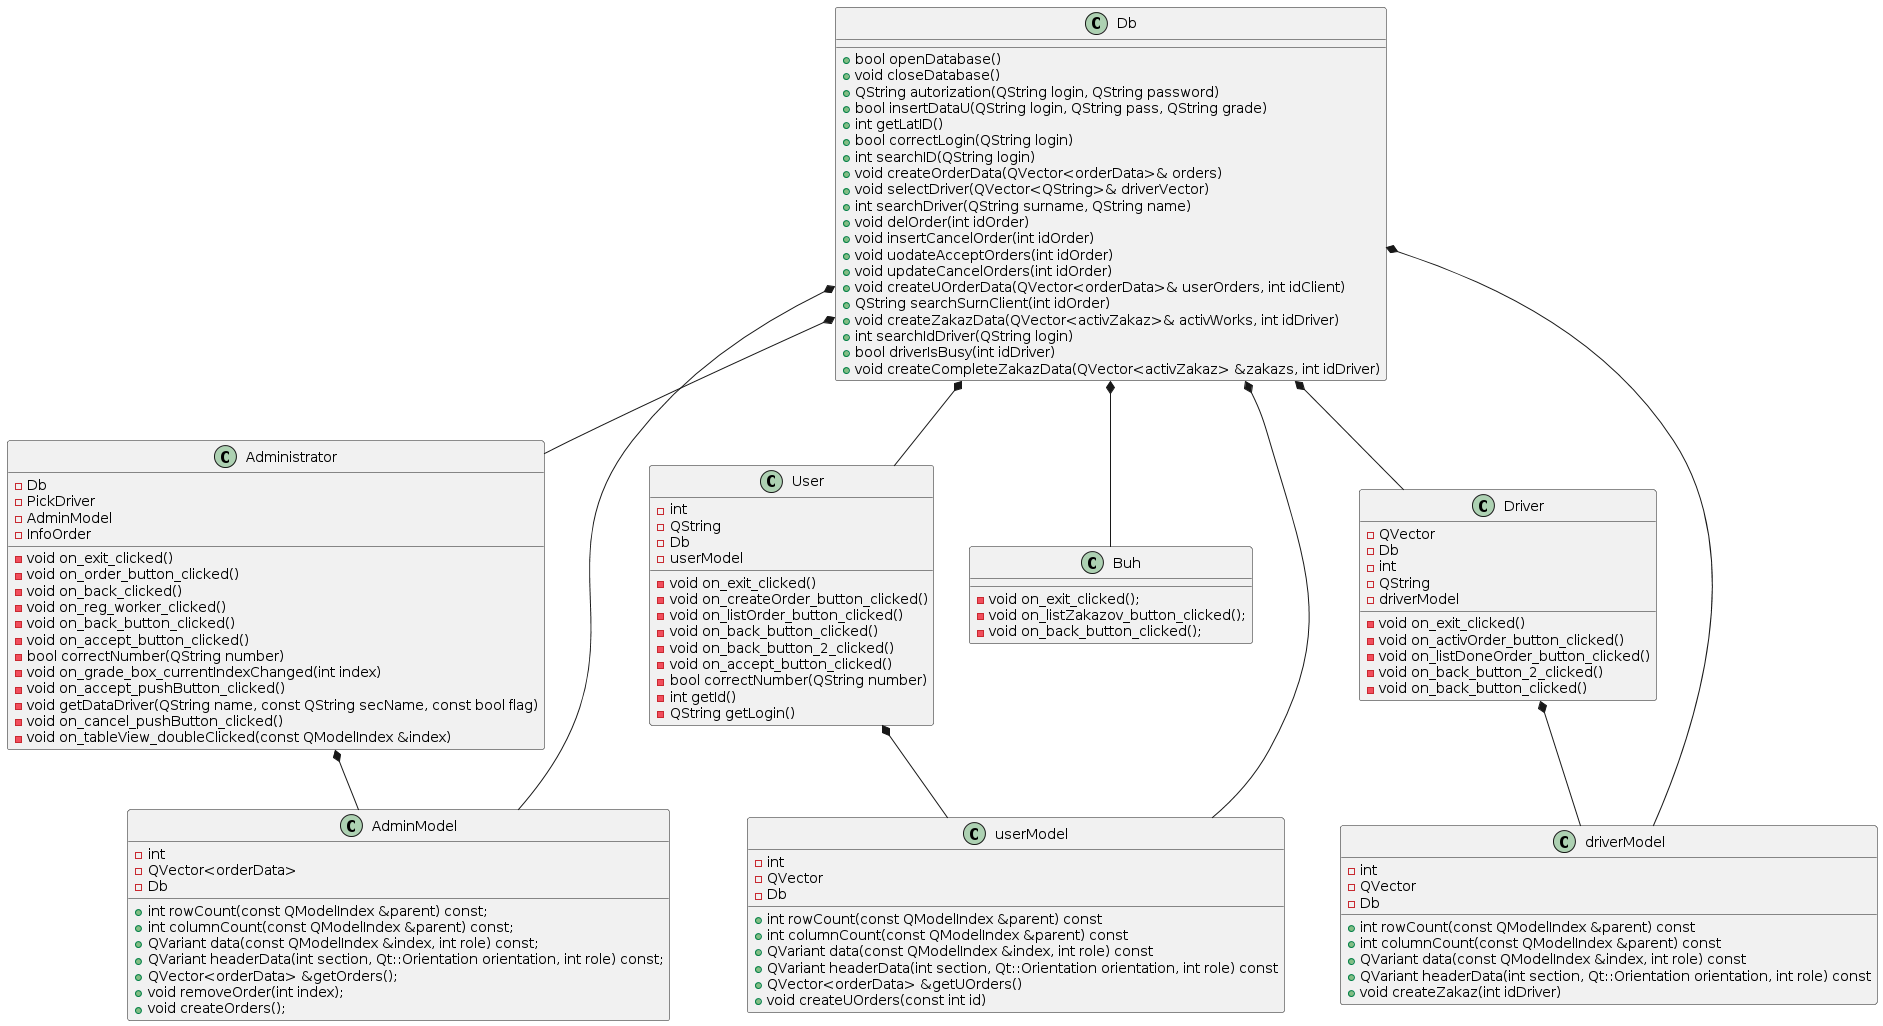 C Db
bool openDatabase()
void closeDatabase()
QString autorization(QString login, QString password)
bool insertDataU(QString login, QString pass, QString grade)
int getLatID()
bool correctLogin(QString login)
int searchID(QString login)
void createOrderData(QVector<orderData>& orders)
void selectDriver(QVector<QString>& driverVector)
int searchDriver(QString surname, QString name)
void delOrder(int idOrder)
void insertCancelOrder(int idOrder)
void uodateAcceptOrders(int idOrder)
void updateCancelOrders(int idOrder)
void createUOrderData(QVector<orderData>& userOrders, int idClient)
QString searchSurnClient(int idOrder)
void createZakazData(QVector<activZakaz>& activWorks, int idDriver)
int searchIdDriver(QString login)
bool driverIsBusy(int idDriver)
void createCompleteZakazData(QVector<activZakaz> &zakazs, int idDriver)
C Administrator
Db
PickDriver
AdminModel
InfoOrder
void on_exit_clicked()
void on_order_button_clicked()
void on_back_clicked()
void on_reg_worker_clicked()
void on_back_button_clicked()
void on_accept_button_clicked()
bool correctNumber(QString number)
void on_grade_box_currentIndexChanged(int index)
void on_accept_pushButton_clicked()
void getDataDriver(QString name, const QString secName, const bool flag)
void on_cancel_pushButton_clicked()
void on_tableView_doubleClicked(const QModelIndex &index)
C User
int
QString
Db
userModel
void on_exit_clicked()
void on_createOrder_button_clicked()
void on_listOrder_button_clicked()
void on_back_button_clicked()
void on_back_button_2_clicked()
void on_accept_button_clicked()
bool correctNumber(QString number)
int getId()
QString getLogin()
C Buh
void on_exit_clicked();
void on_listZakazov_button_clicked();
void on_back_button_clicked();
C Driver
QVector
Db
int
QString
driverModel
void on_exit_clicked()
void on_activOrder_button_clicked()
void on_listDoneOrder_button_clicked()
void on_back_button_2_clicked()
void on_back_button_clicked()
C AdminModel
int
QVector<orderData>
Db
int rowCount(const QModelIndex &parent) const;
int columnCount(const QModelIndex &parent) const;
QVariant data(const QModelIndex &index, int role) const;
QVariant headerData(int section, Qt::Orientation orientation, int role) const;
QVector<orderData> &getOrders();
void removeOrder(int index);
void createOrders();
C userModel
int
QVector
Db
int rowCount(const QModelIndex &parent) const
int columnCount(const QModelIndex &parent) const
QVariant data(const QModelIndex &index, int role) const
QVariant headerData(int section, Qt::Orientation orientation, int role) const
QVector<orderData> &getUOrders()
void createUOrders(const int id)
C driverModel
int
QVector
Db
int rowCount(const QModelIndex &parent) const
int columnCount(const QModelIndex &parent) const
QVariant data(const QModelIndex &index, int role) const
QVariant headerData(int section, Qt::Orientation orientation, int role) const
void createZakaz(int idDriver)